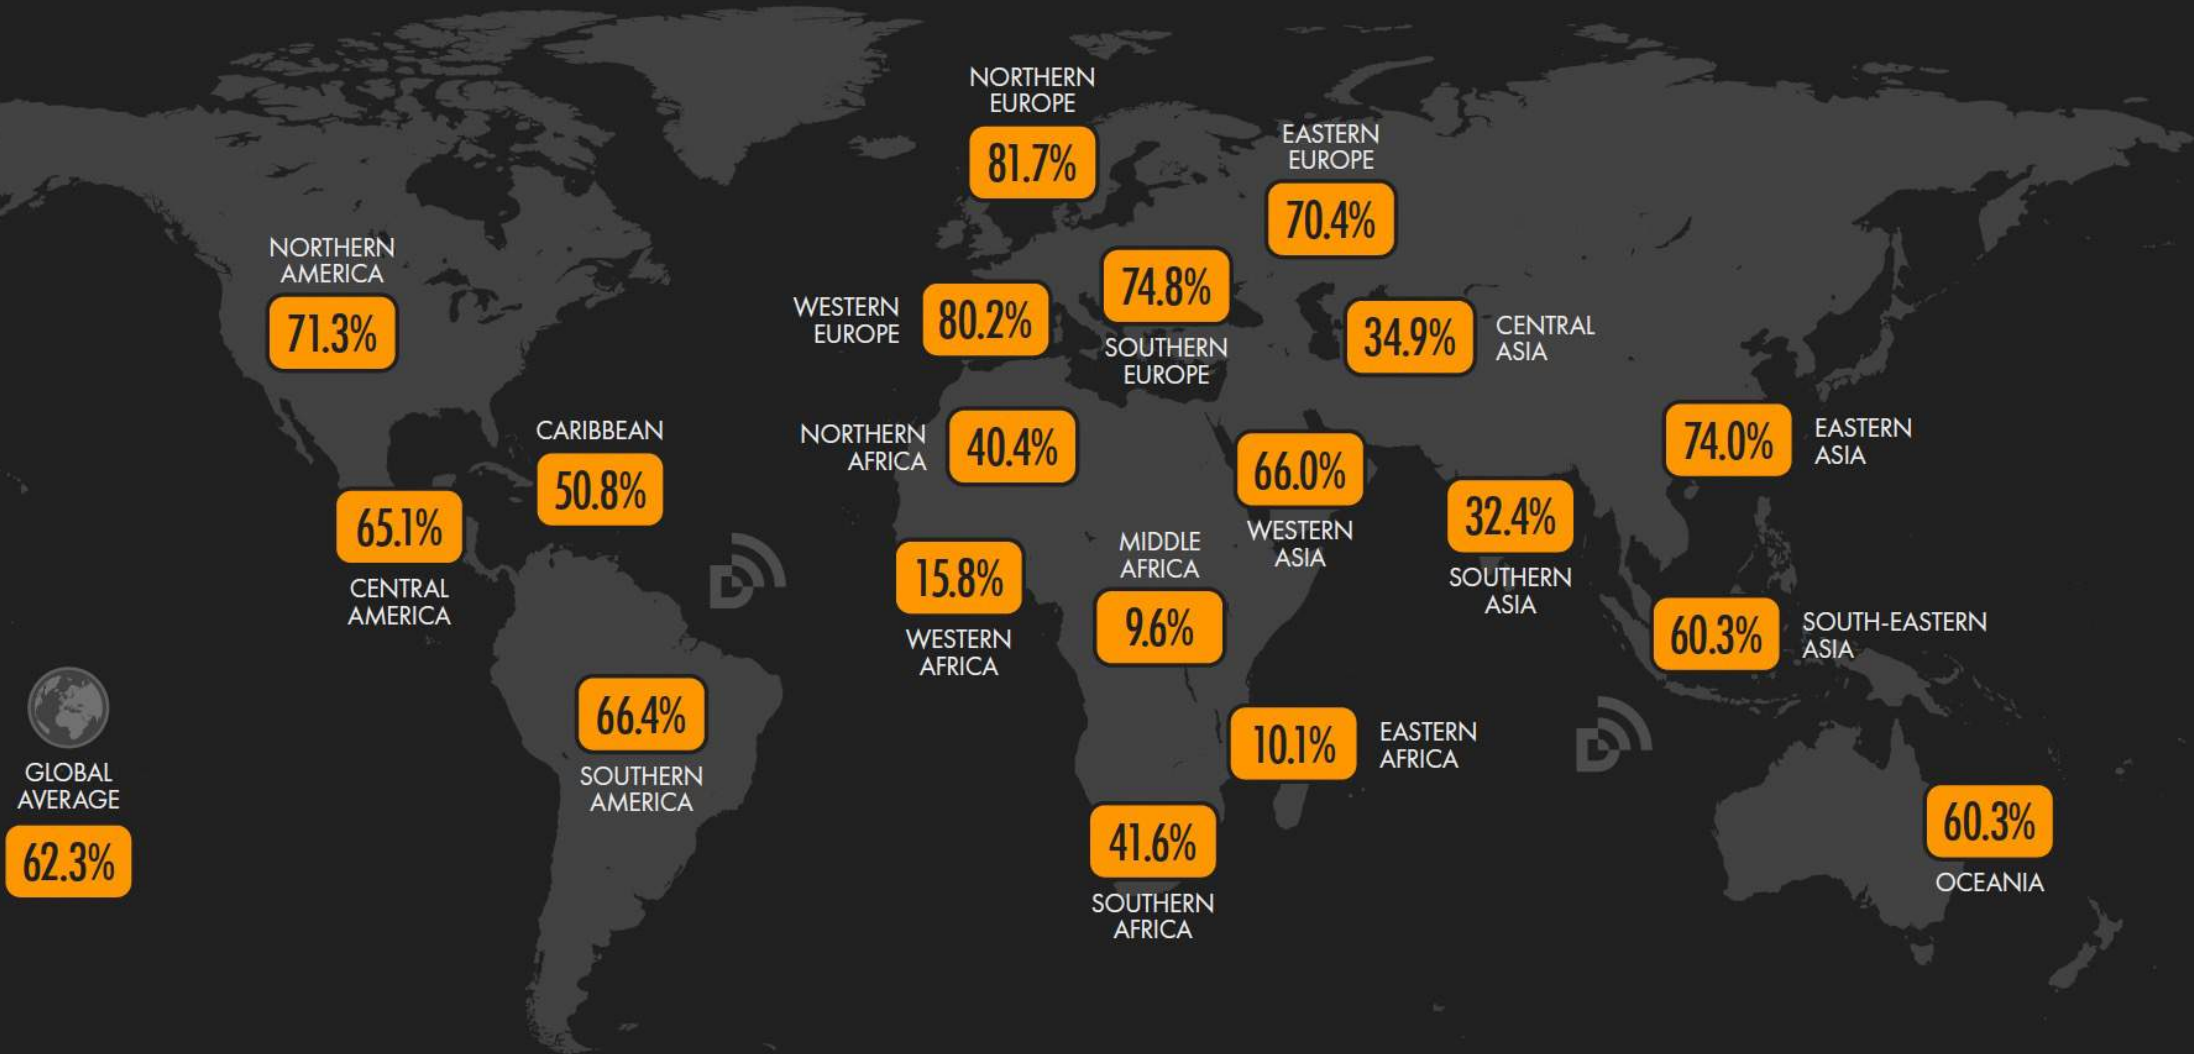 NORTHERN
EUROPE
81.7%
EASTERN
EUROPE
70.4%
NORTHERN
AMERICA
71.3%
WESTERN
EUROPE
80.2%
74.8%
SOUTHERN
EUROPE
34.9%
CENTRAL
ASIA
CARIBBEAN
50.8%
NORTHERN
AFRICA
40.4%
66.0%
WESTERN
ASIA
74.0%
EASTERN
ASIA
65.1%
CENTRAL
AMERICA
32.4%
SOUTHERN
ASIA
15.8%
WESTERN
AFRICA
MIDDLE
AFRICA
9.6%
60.3%
SOUTH-EASTERN
ASIA
66.4%
SOUTHERN
AMERICA
10.1%
EASTERN
AFRICA
GLOBAL
AVERAGE
62.3%
41.6%
SOUTHERN
AFRICA
60.3%
OCEANIA